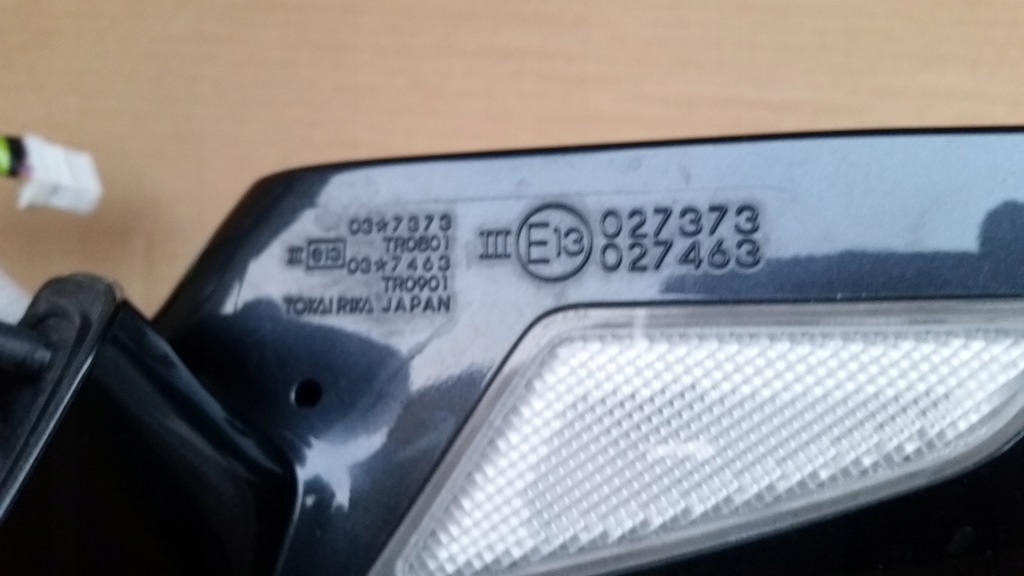 03*7373
TR0801
III e13
03*7463
TR0901
TOKAI RIKA JAPAN
III E13 027373
027463